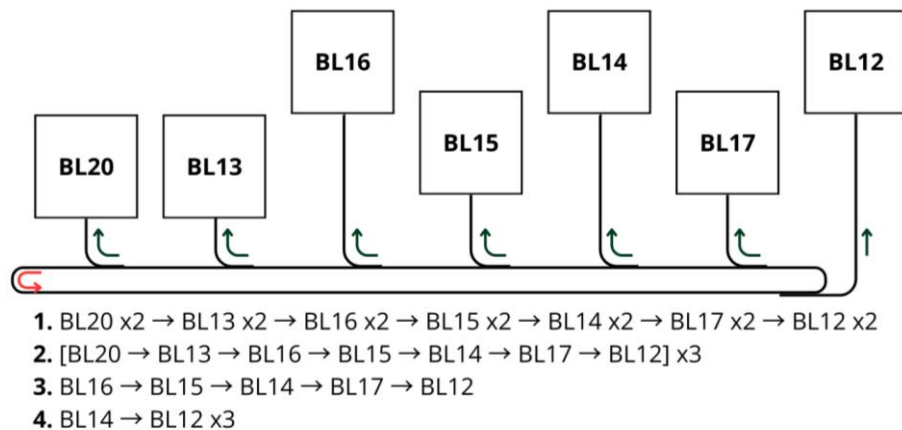 BL16
BL14
BL12
BL15
BL17
BL20
BL13
1. BL20 x2 → BL13 x2 → BL16 x2 → BL15 x2 → BL14 x2 → BL17 x2 → BL12 x2
2. [BL20 → BL13 → BL16 → BL15 → BL14 → BL17 → BL12] x3
3. BL16 → BL15 → BL14 → BL17 → BL12
4. BL14 → BL12 x3